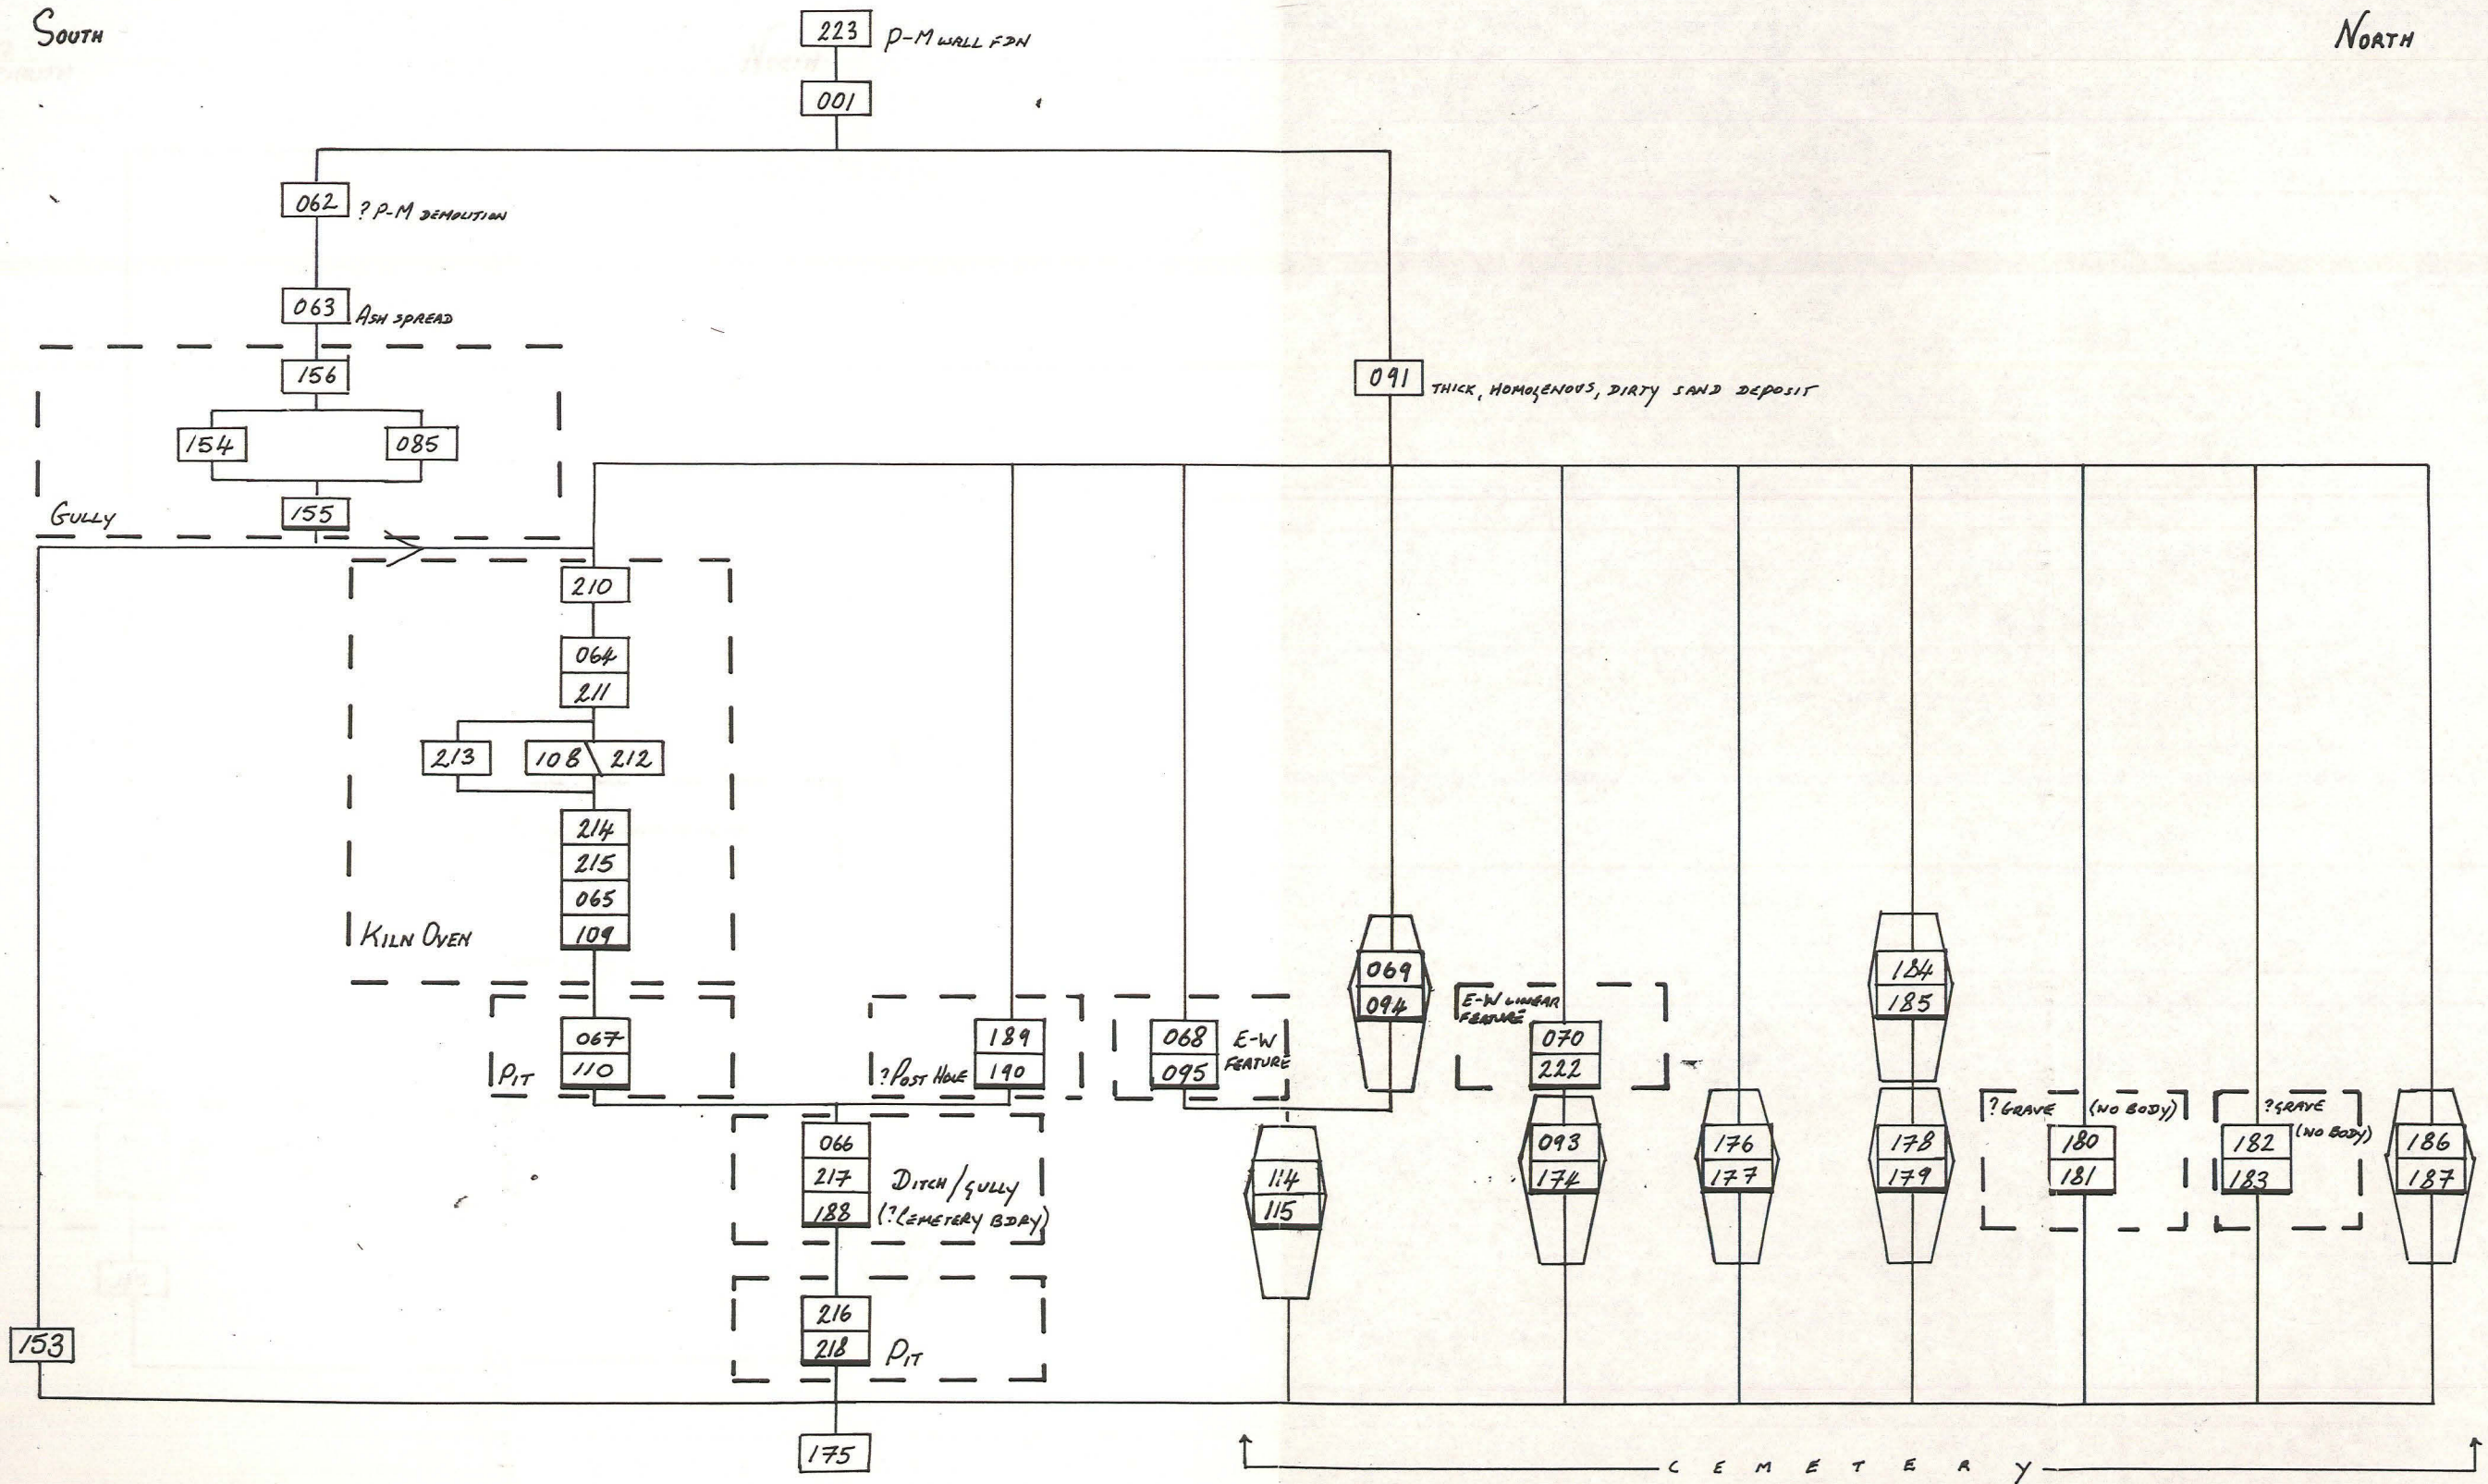 SOUTH
NORTH
223 P-M WALL FDN
001
062 ? P-M DEMOLITION
063 ASH SPREAD
156
091 THICK, HOMOGENOUS, DIRTY SAND DEPOSIT
154 085
155
GULLY
210
064
211
213 108 212
214
215
065
109
KILN OVEN
067
110
PIT
189
190
? POST HOLE
068
095
E-W
FEATURE
069
094
E-W LINEAR
FEATURE
070
222
184
185
066
217
188
DITCH/GULLY
(?CEMETERY BDRY)
114
115
093
174
176
177
178
179
? GRAVE (NO BODY)
180
181
? GRAVE
(NO BODY)
182
183
186
187
216
218
PIT
153
175
CEMETERY